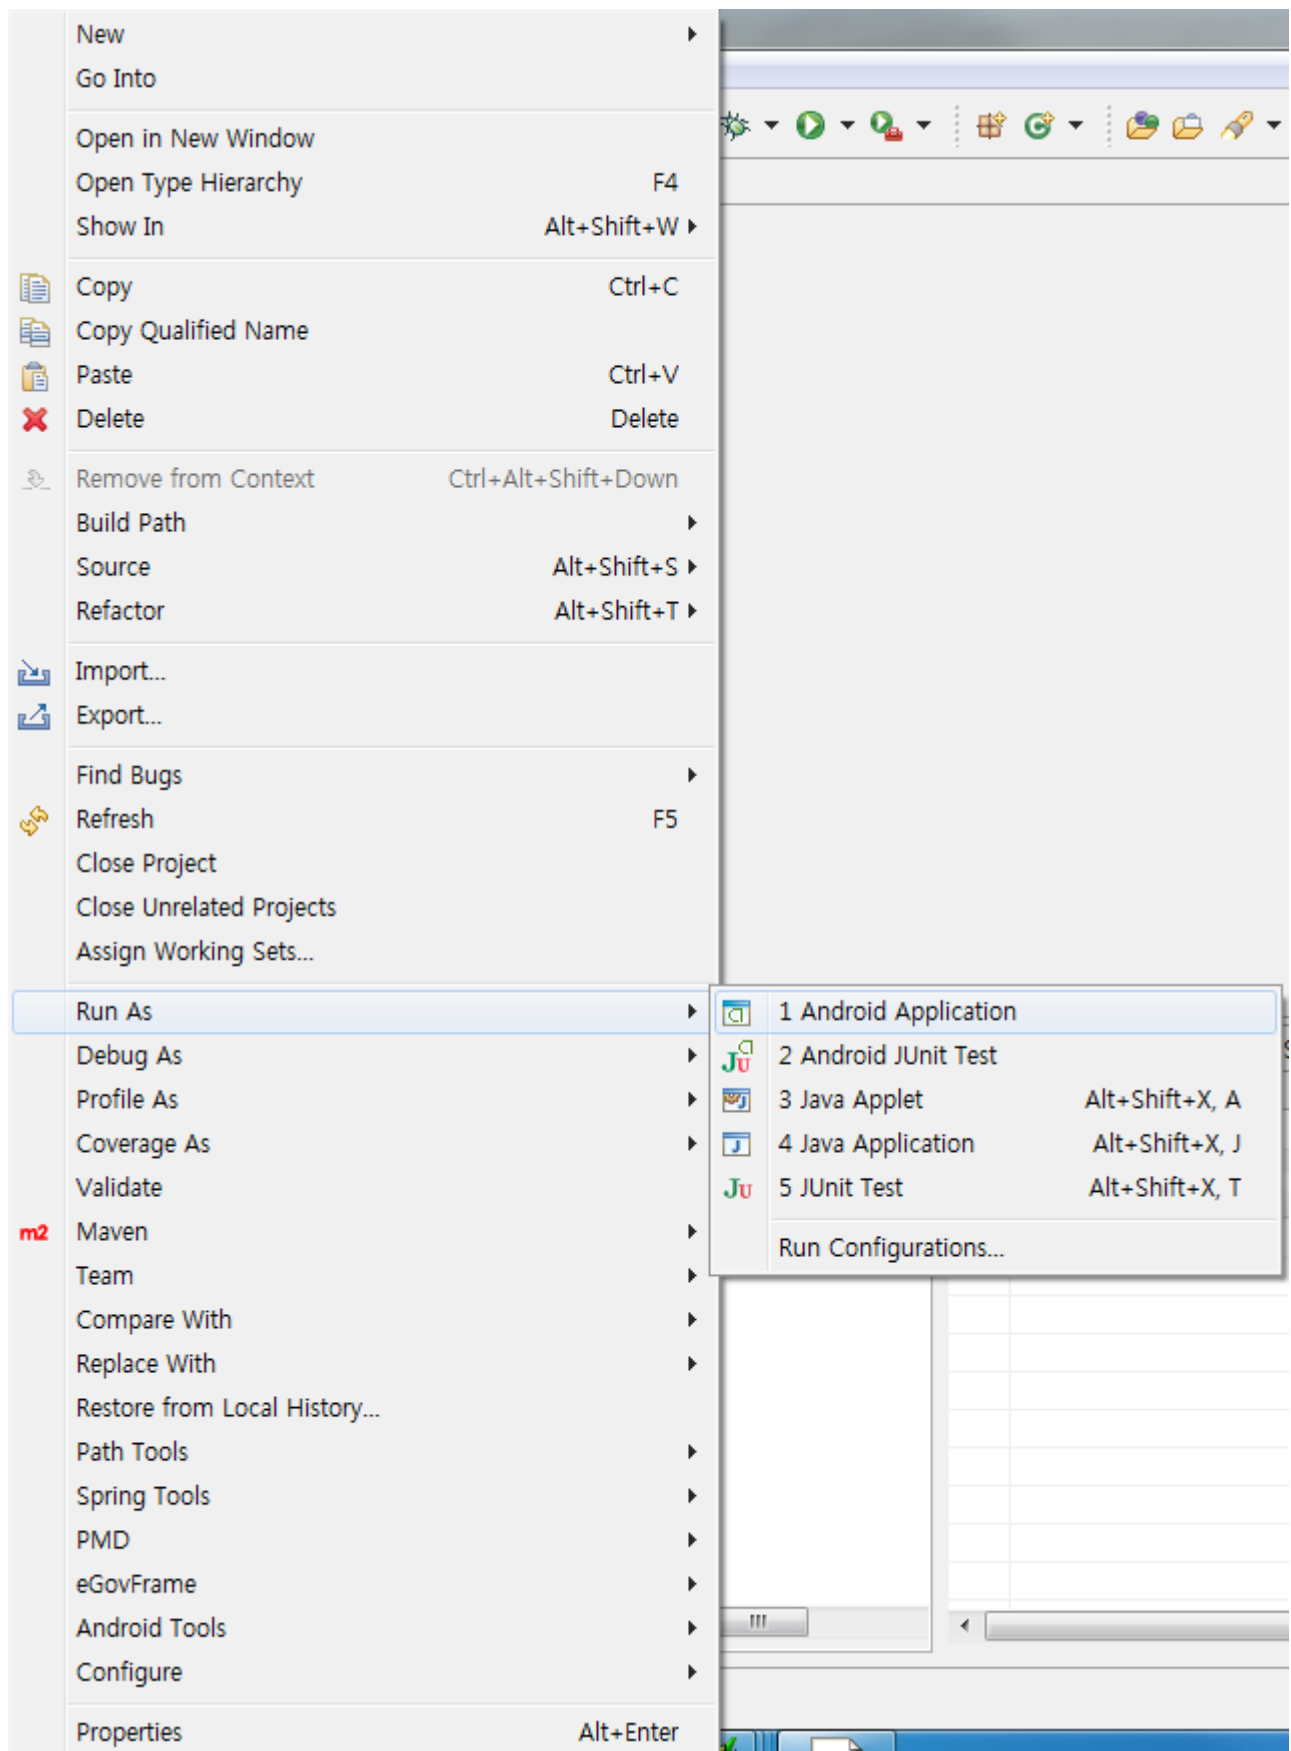 New
Go Into
Open in New Window
Open Type Hierarchy F4
Show In Alt+Shift+W
Copy Ctrl+C
Copy Qualified Name
Paste Ctrl+V
Delete Delete
Remove from Context Ctrl+Alt+Shift+Down
Build Path
Source Alt+Shift+S
Refactor Alt+Shift+T
Import...
Export...
Find Bugs
Refresh F5
Close Project
Close Unrelated Projects
Assign Working Sets...
Run As
1 Android Application
Debug As
2 Android JUnit Test
Profile As
3 Java Applet Alt+Shift+X, A
Coverage As
4 Java Application Alt+Shift+X, J
Validate
5 JUnit Test Alt+Shift+X, T
m2 Maven
Run Configurations...
Team
Compare With
Replace With
Restore from Local History...
Path Tools
Spring Tools
PMD
eGovFrame
Android Tools
Configure
Properties Alt+Enter